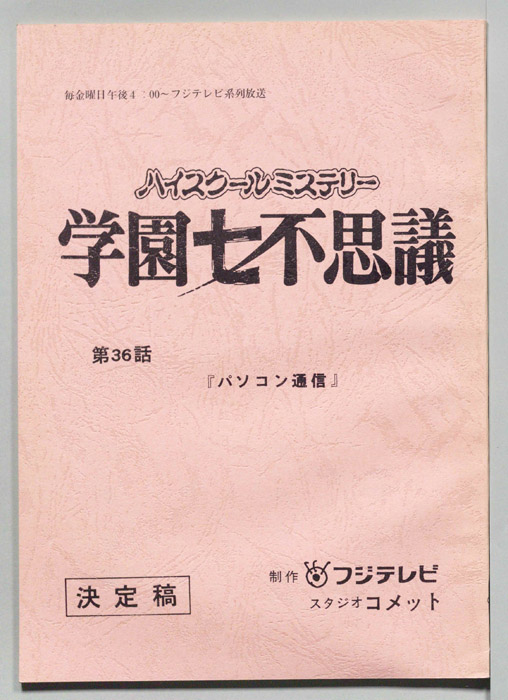 毎金曜日午後4:00～フジテレビ系列放送
ハイスクールミステリー
学園七不思議
第36話
『パソコン通信』
決定稿
制作 フジテレビ
スタジオコメット